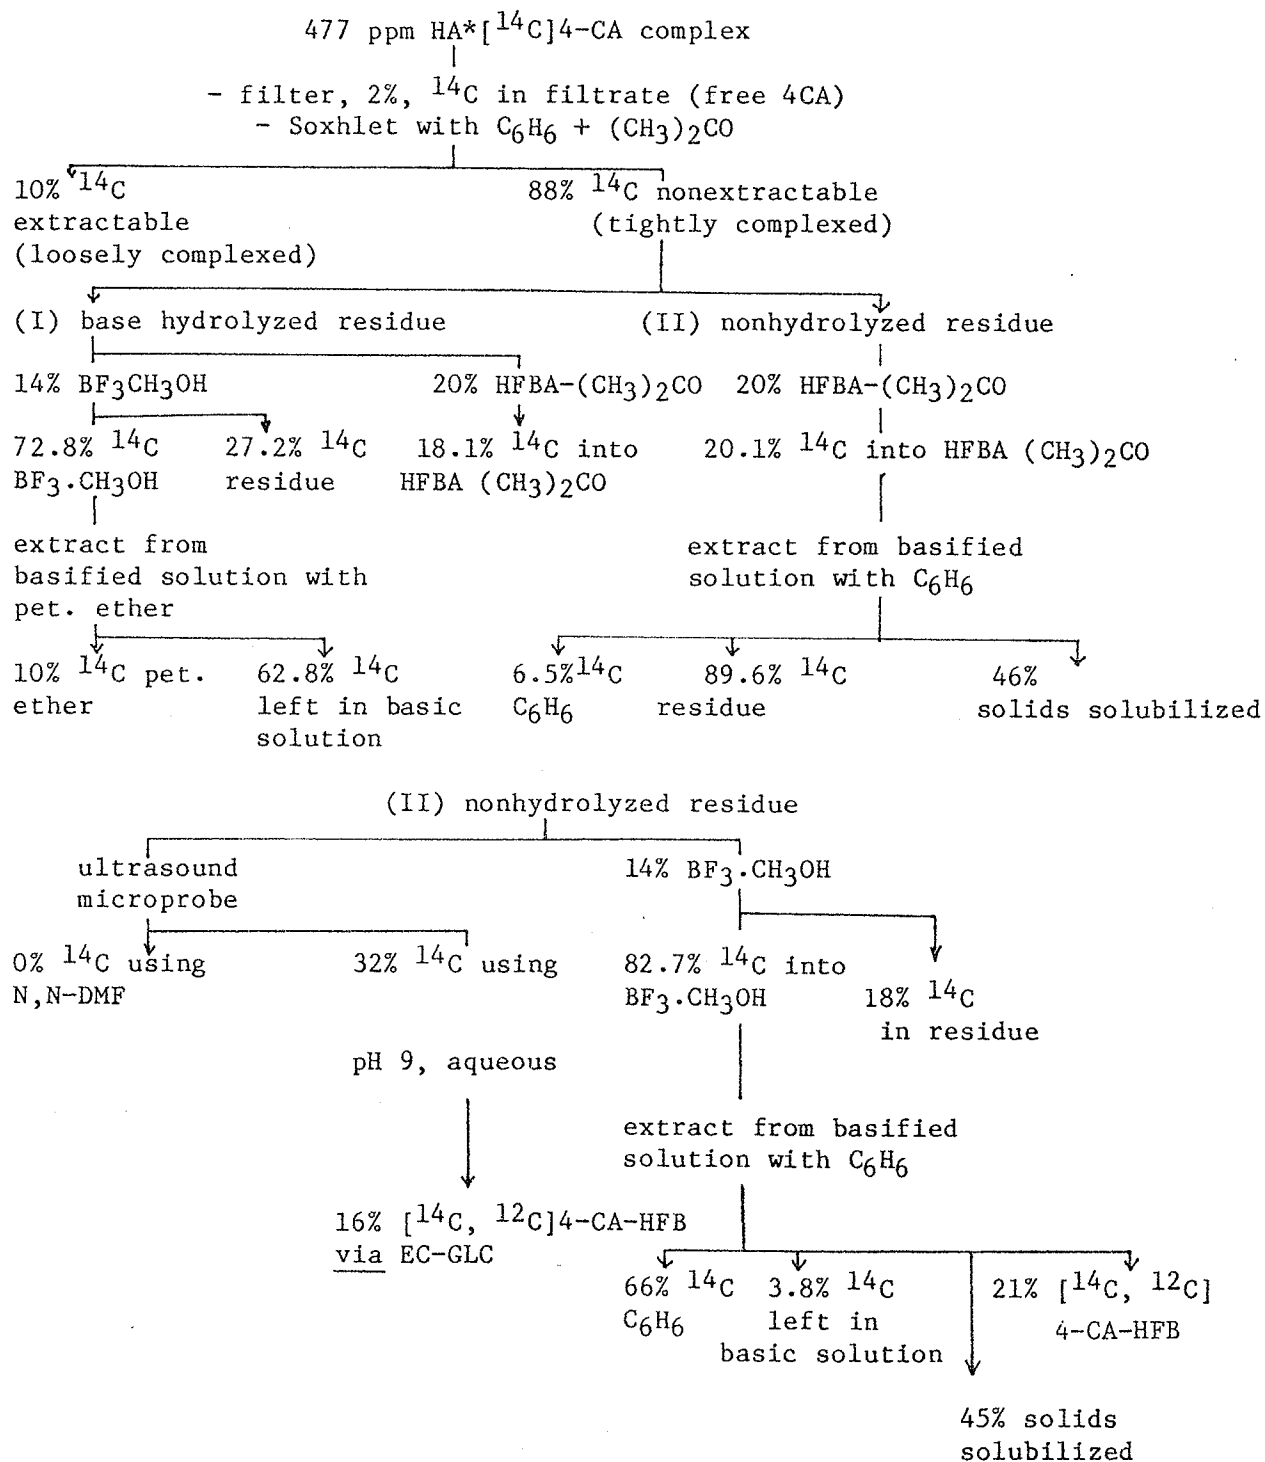 477 ppm HA*[14C]4-CA complex
- filter, 2%, 14C in filtrate (free 4CA)
- Soxhlet with C6H6 + (CH3)2CO
10% 14C
extractable
(loosely complexed)
88% 14C nonextractable
(tightly complexed)
(I) base hydrolyzed residue
(II) nonhydrolyzed residue
14% BF3CH3OH
20% HFBA-(CH3)2CO
20% HFBA-(CH3)2CO
72.8% 14C
BF3.CH3OH
27.2% 14C
residue
18.1% 14C into
HFBA (CH3)2CO
20.1% 14C into HFBA (CH3)2CO
extract from
basified solution with
pet. ether
extract from basified
solution with C6H6
10% 14C pet.
ether
62.8% 14C
left in basic
solution
6.5%14C
C6H6
89.6% 14C
residue
46%
solids solubilized
(II) nonhydrolyzed residue
ultrasound
microprobe
14% BF3.CH3OH
0% 14C using
N,N-DMF
32% 14C using
pH 9, aqueous
82.7% 14C into
BF3.CH3OH
18% 14C
in residue
extract from basified
solution with C6H6
16% [14C, 12C]4-CA-HFB
via EC-GLC
66% 14C
C6H6
3.8% 14C
left in
basic solution
21% [14C, 12C]
4-CA-HFB
45% solids
solubilized